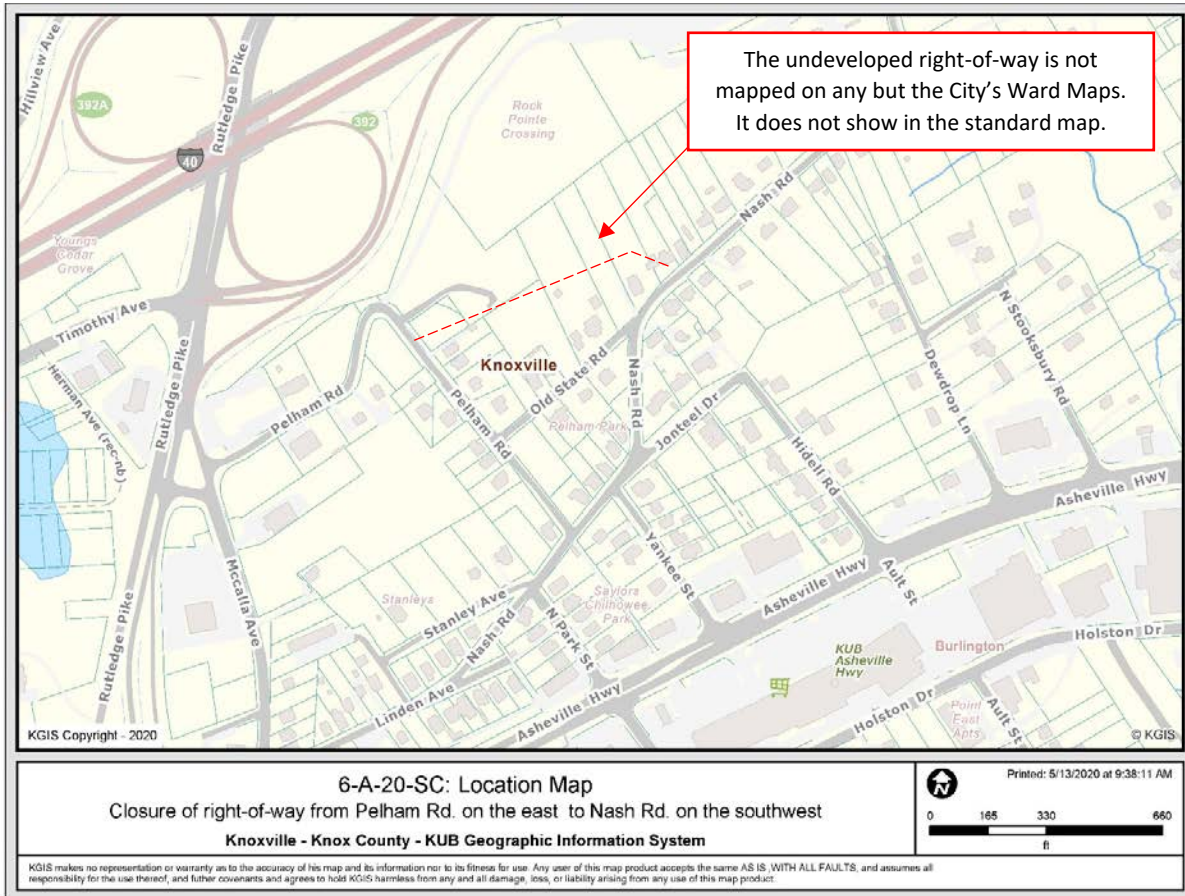 The undeveloped right-of-way is not
mapped on any but the City’s Ward Maps.
It does not show in the standard map.
Hillview Ave
392A
Rutledge Pike
40
392
Rock
Pointe
Crossing
Nash Rd
Youngs
Cedar
Grove
Timothy Ave
Herman Ave (rec-nb)
Rutledge Pike
Rutledge Pike
Pelham Rd
Knoxville
Pelham Rd
Old State Rd
Pelham Park
Nash Rd
Jonteel Dr
Hidell Rd
Dewdrop Ln
N Stooksbury Rd
Asheville Hwy
Mccalla Ave
Yankee St
Asheville Hwy
Ault St
Stanleys
Stanley Ave
Nash Rd
N Park St
Saylors
Chilhowee
Park
Linden Ave
Asheville Hwy
KUB
Asheville
Hwy
Burlington
Holston Dr
Holston Dr
Point
East
Apts
Ault St
Rutledge Pike
KGIS Copyright - 2020
© KGIS
6-A-20-SC: Location Map
Closure of right-of-way from Pelham Rd. on the east to Nash Rd. on the southwest
Knoxville - Knox County - KUB Geographic Information System
N
Printed: 5/13/2020 at 9:38:11 AM
0 165 330 660
ft
KGIS makes no representation or warranty as to the accuracy of this map and its information nor to its fitness for use. Any user of this map product accepts the same AS IS, WITH ALL FAULTS, and assumes all
responsibility for the use thereof, and futher covenants and agrees to hold KGIS harmless from any and all damage, loss, or liability arising from any use of this map product.